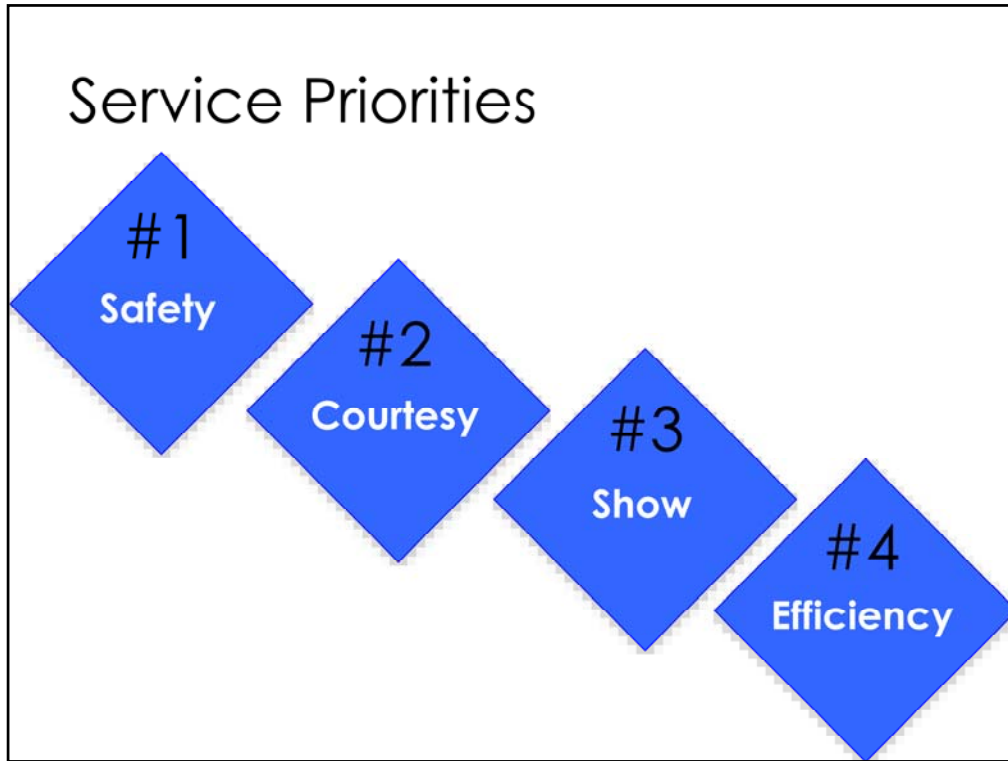 Service Priorities
#1
Safety
#2
Courtesy
#3
Show
#4
Efficiency